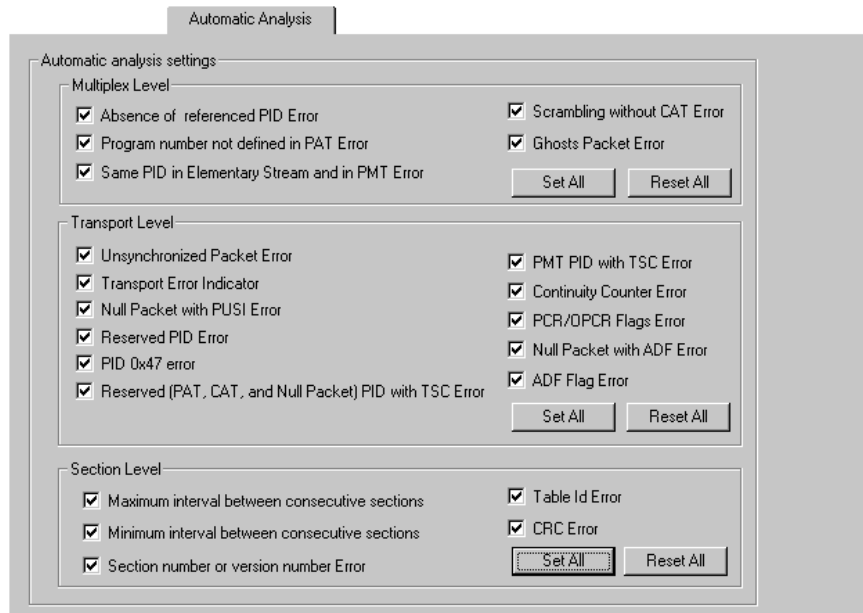 Automatic Analysis
Automatic analysis settings
Multiplex Level
Absence of referenced PID Error
Program number not defined in PAT Error
Same PID in Elementary Stream and in PMT Error
Scrambling without CAT Error
Ghosts Packet Error
Set All
Reset All
Transport Level
Unsynchronized Packet Error
Transport Error Indicator
Null Packet with PUSI Error
Reserved PID Error
PID 0x47 error
Reserved (PAT, CAT, and Null Packet) PID with TSC Error
PMT PID with TSC Error
Continuity Counter Error
PCR/OPCR Flags Error
Null Packet with ADF Error
ADF Flag Error
Set All
Reset All
Section Level
Maximum interval between consecutive sections
Minimum interval between consecutive sections
Section number or version number Error
Table Id Error
CRC Error
Set All
Reset All